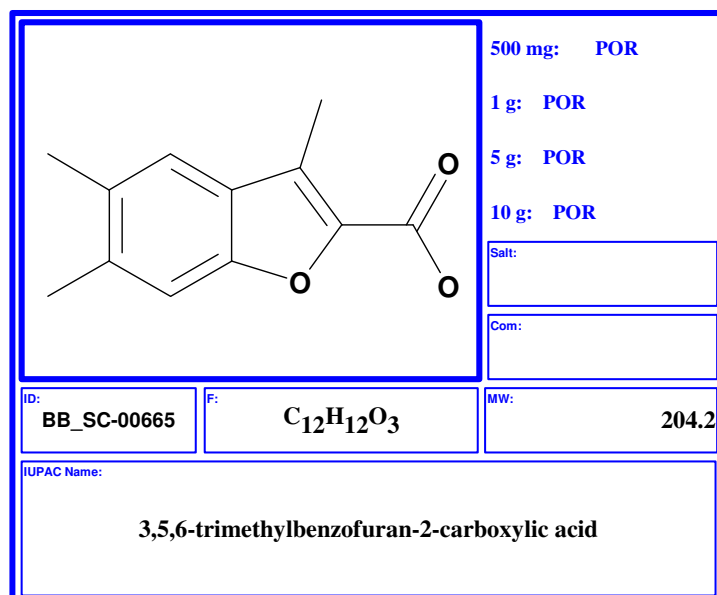 500 mg: POR
1 g: POR
5 g: POR
10 g: POR
O
O
O
Salt:
Com:
ID:
BB_SC-00665
F:
C12H12O3
MW:
204.2
IUPAC Name:
3,5,6-trimethylbenzofuran-2-carboxylic acid